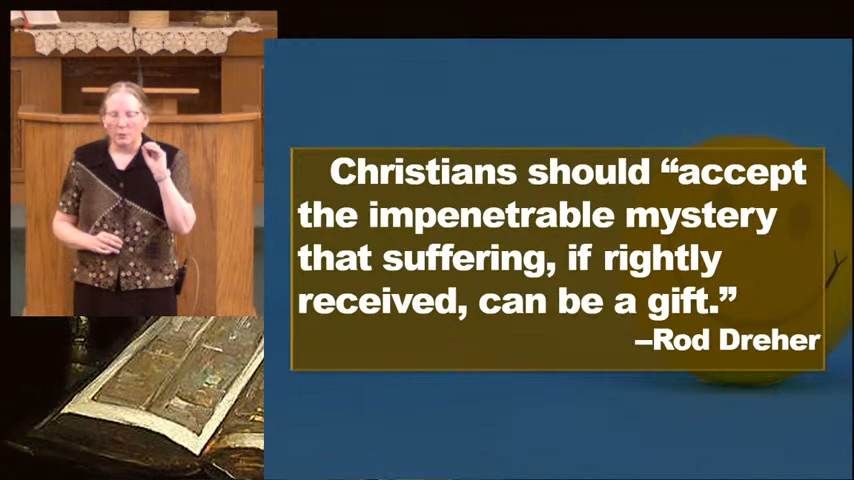 Christians should “accept
the impenetrable mystery
that suffering, if rightly
received, can be a gift.”
–Rod Dreher